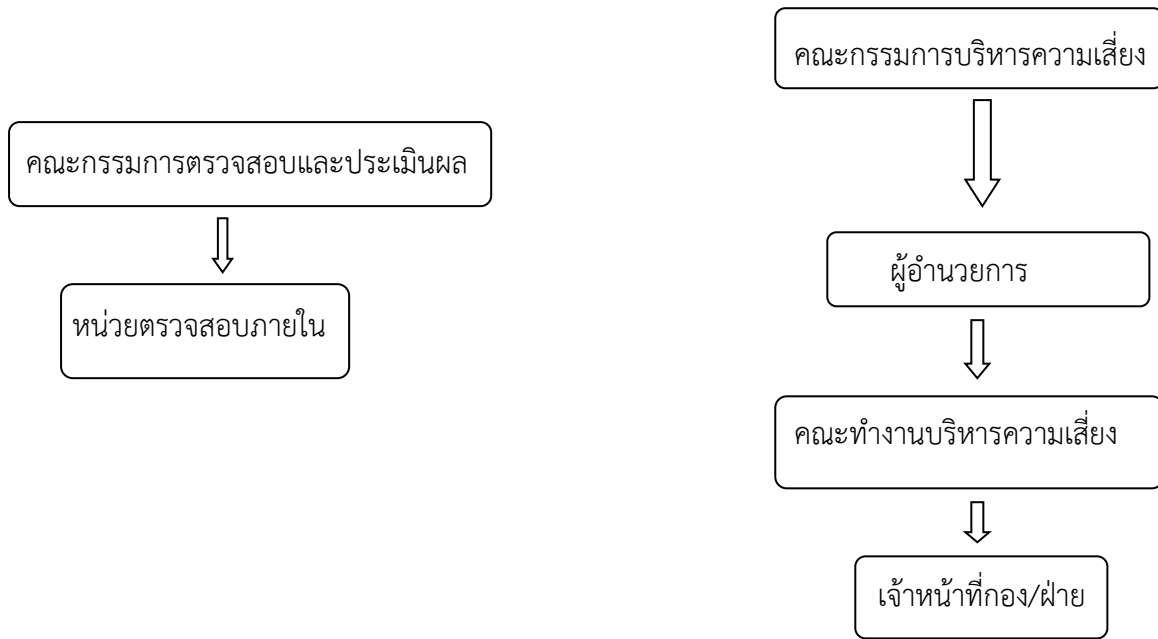 คณะกรรมการบริหารความเสี่ยง
คณะกรรมการตรวจสอบและประเมินผล
ผู้อำนวยการ
หน่วยตรวจสอบภายใน
คณะทำงานบริหารความเสี่ยง
เจ้าหน้าที่กอง/ฝ่าย